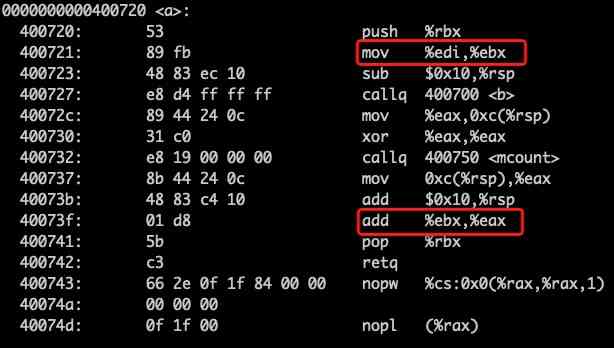 0000000000400720 <a>:
400720: 53 push %rbx
400721: 89 fb mov %edi,%ebx
400723: 48 83 ec 10 sub $0x10,%rsp
400727: e8 d4 ff ff ff callq 400700 <b>
40072c: 89 44 24 0c mov %eax,0xc(%rsp)
400730: 31 c0 xor %eax,%eax
400732: e8 19 00 00 00 callq 400750 <mcount>
400737: 8b 44 24 0c mov 0xc(%rsp),%eax
40073b: 48 83 c4 10 add $0x10,%rsp
40073f: 01 d8 add %ebx,%eax
400741: 5b pop %rbx
400742: c3 retq
400743: 66 2e 0f 1f 84 00 00 nopw %cs:0x0(%rax,%rax,1)
40074a: 00 00 00
40074d: 0f 1f 00 nopl (%rax)